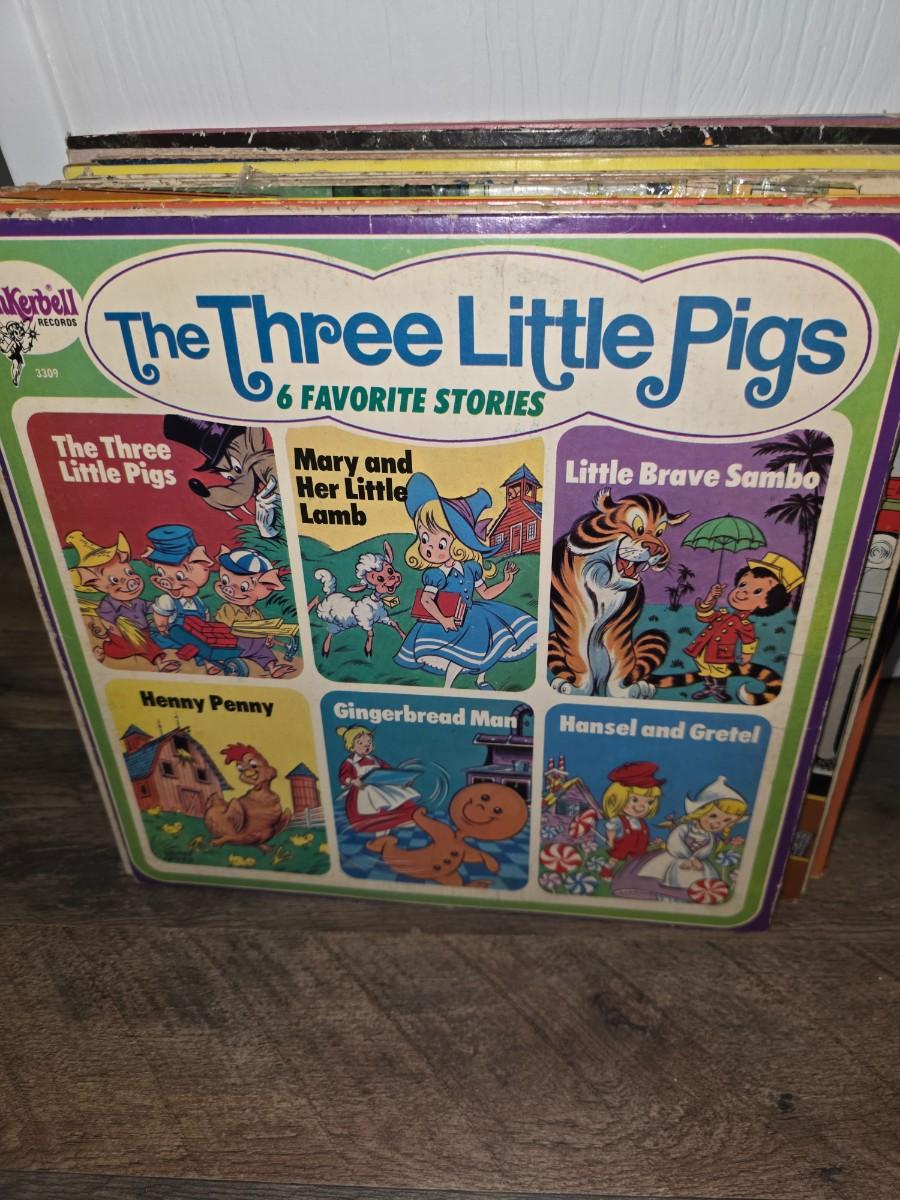 nkerbell
RECORDS
3309
The Three Little Pigs
6 FAVORITE STORIES
The Three
Little Pigs
Mary and
Her Little
Lamb
Little Brave Sambo
Henny Penny
Gingerbread Man
Hansel and Gretel